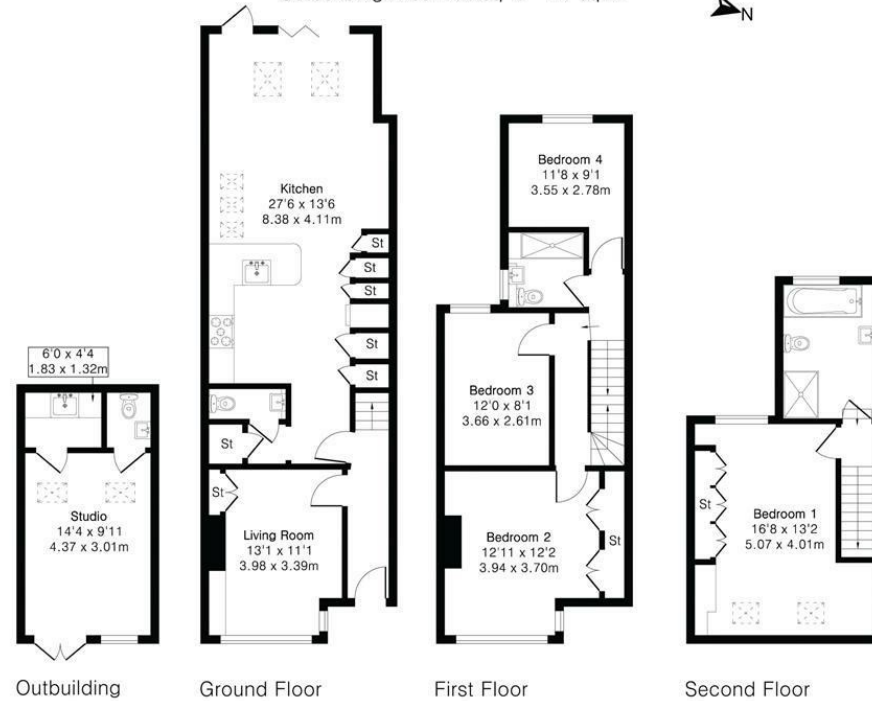 N
Kitchen
27'6 x 13'6
8.38 x 4.11m
St
St
St
St
St
St
St
Living Room
13'1 x 11'1
3.98 x 3.39m
6'0 x 4'4
1.83 x 1.32m
Studio
14'4 x 9'11
4.37 x 3.01m
Bedroom 4
11'8 x 9'1
3.55 x 2.78m
Bedroom 3
12'0 x 8'1
3.66 x 2.61m
Bedroom 2
12'11 x 12'2
3.94 x 3.70m
St
St
Bedroom 1
16'8 x 13'2
5.07 x 4.01m
Outbuilding
Ground Floor
First Floor
Second Floor